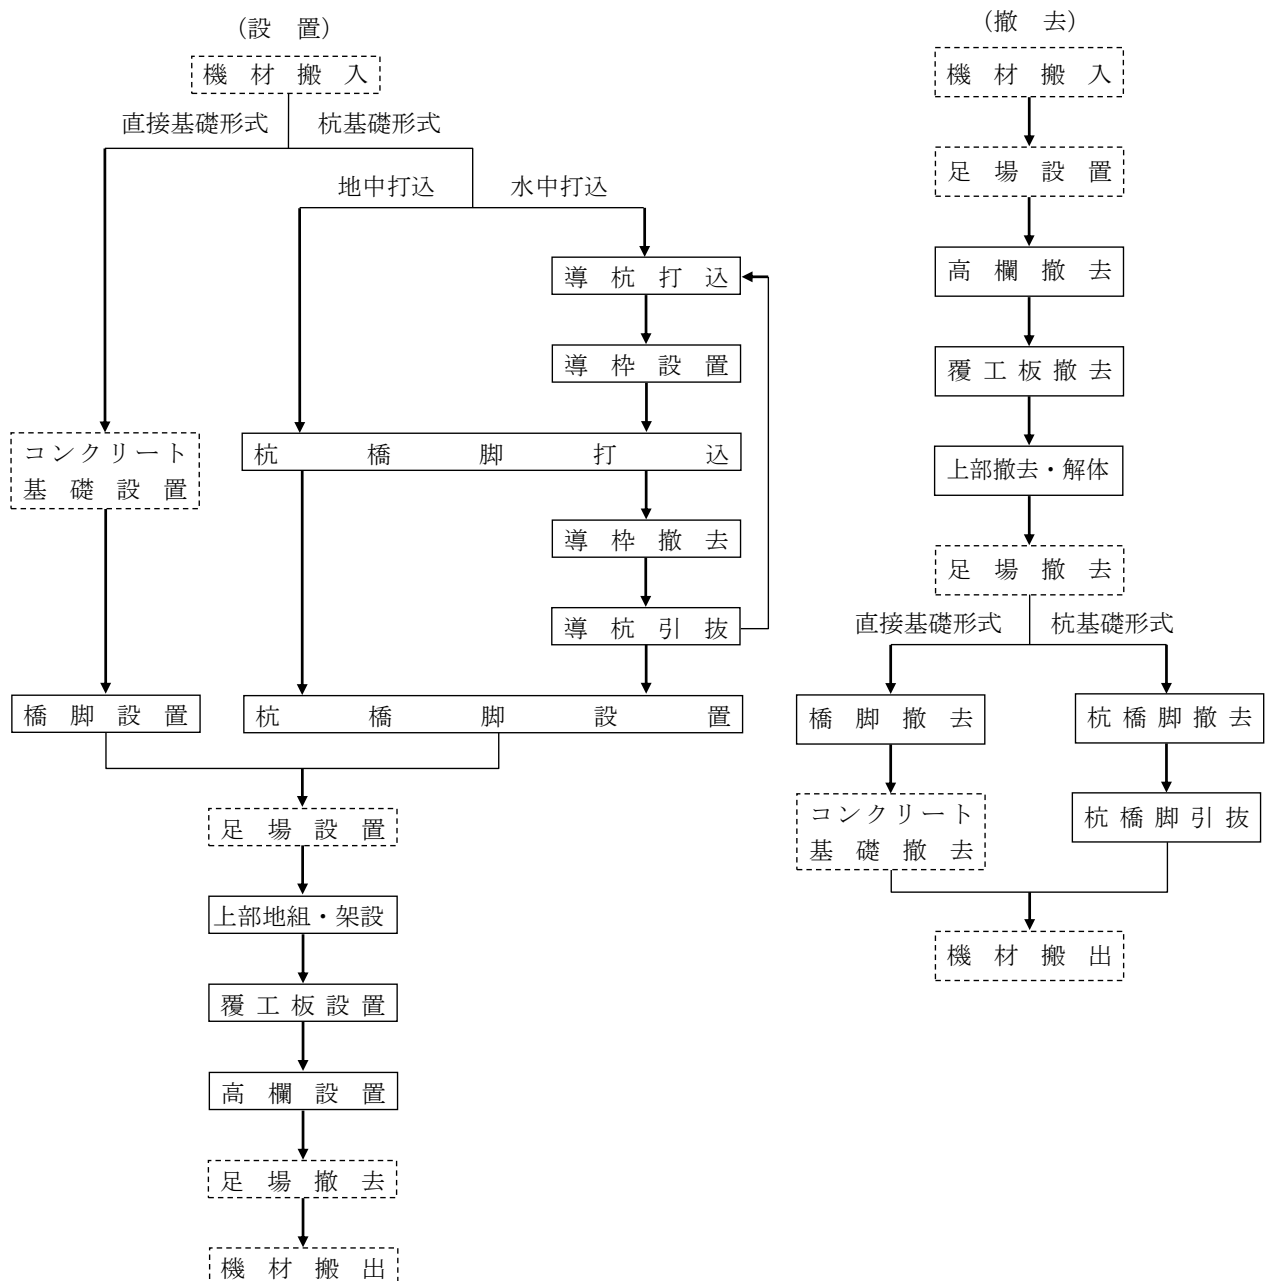 （設　置）
機材搬入
直接基礎形式
杭基礎形式
地中打込
水中打込
導杭打込
導枠設置
コンクリート
基礎設置
杭橋脚打込
導枠撤去
導杭引抜
橋脚設置
杭橋脚設置
足場設置
上部地組・架設
覆工板設置
高欄設置
足場撤去
機材搬出
（撤　去）
機材搬入
足場設置
高欄撤去
覆工板撤去
上部撤去・解体
足場撤去
直接基礎形式
杭基礎形式
橋脚撤去
杭橋脚撤去
コンクリート
基礎撤去
杭橋脚引抜
機材搬出